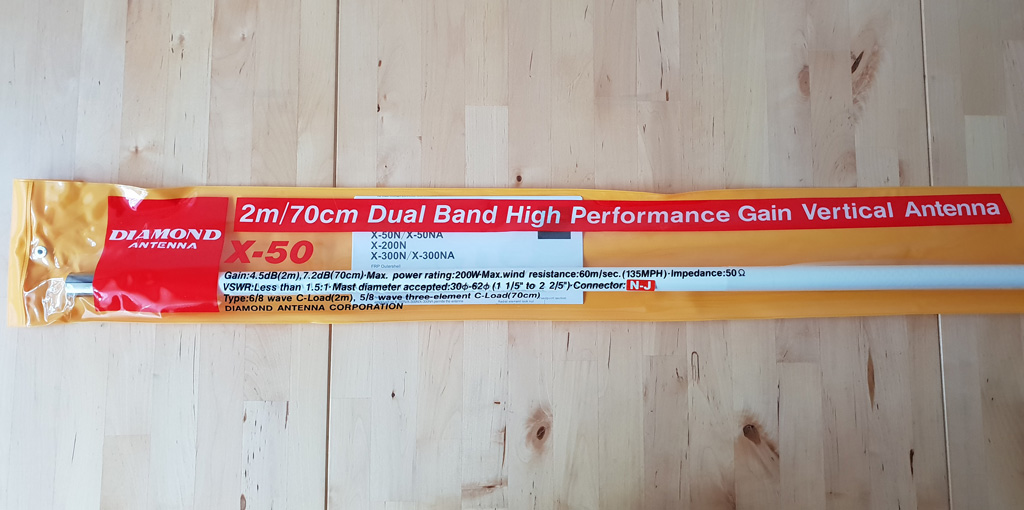 DIAMOND
ANTENNA
2m/70cm Dual Band High Performance Gain Vertical Antenna
X-50
X-50N/X-50NA
X-200N
X-300N/X-300NA
Gain:4.5dB(2m),7.2dB(70cm)·Max. power rating:200W·Max.wind resistance:60m/sec.(135MPH)·Impedance:50Ω
VSWR:Less than 1.5:1·Mast diameter accepted:30ϕ-62ϕ (1 1/5" to 2 2/5")·Connector: N-J
Type:6/8 wave C-Load(2m), 5/8 wave three-element C-Load(70cm)
DIAMOND ANTENNA CORPORATION